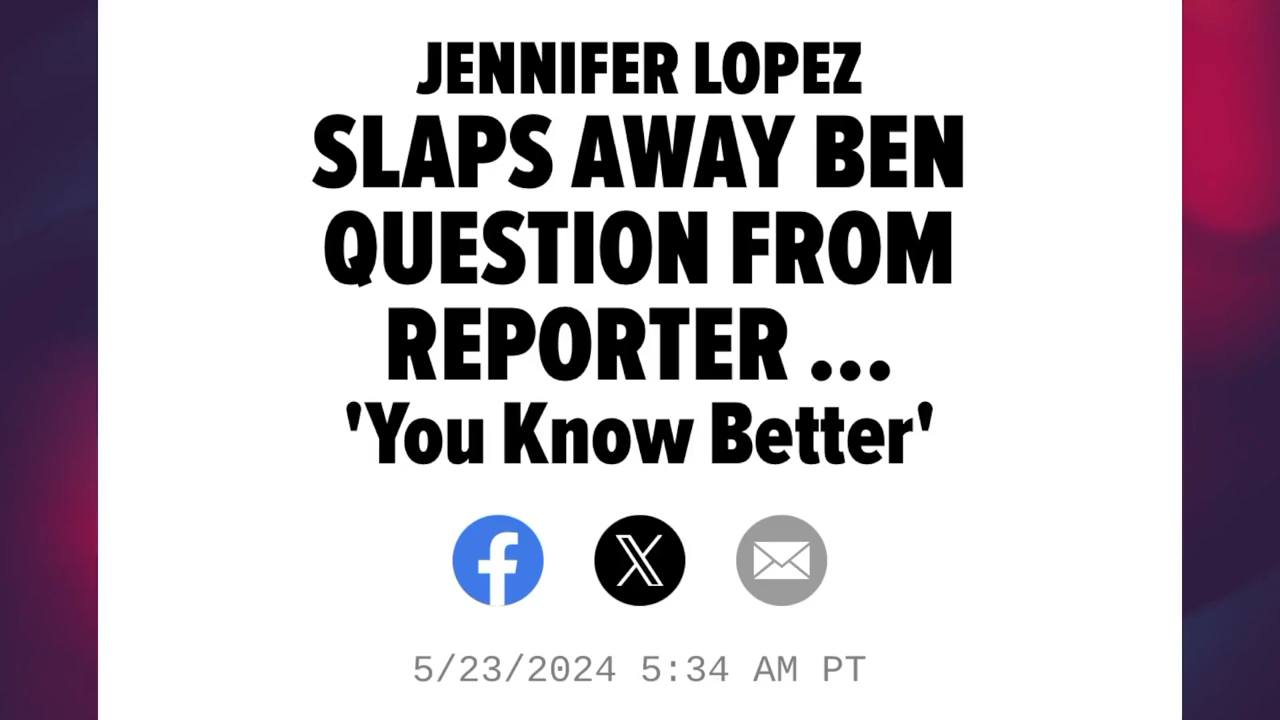 JENNIFER LOPEZ
SLAPS AWAY BEN
QUESTION FROM
REPORTER ...
'You Know Better'
5/23/2024 5:34 AM PT